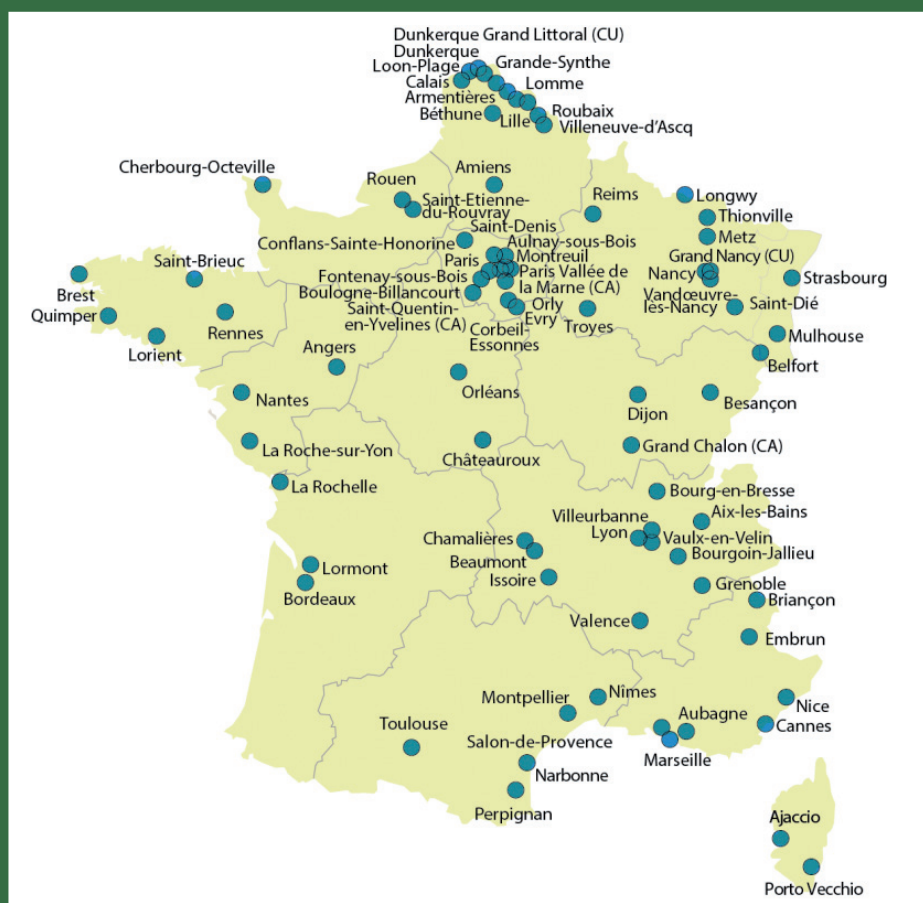 Dunkerque Grand Littoral (CU)
Dunkerque
Loon-Plage
Grande-Synthe
Calais
Lomme
Armentières
Béthune
Lille
Roubaix
Villeneuve-d'Ascq
Cherbourg-Octeville
Amiens
Rouen
Saint-Etienne-
du-Rouvray
Reims
Longwy
Thionville
Metz
Saint-Denis
Conflans-Sainte-Honorine
Aulnay-sous-Bois
Paris
Montreuil
Grand Nancy (CU)
Nancy
Fontenay-sous-Bois
Paris Vallée de
la Marne (CA)
Boulogne-Billancourt
Saint-Quentin-
en-Yvelines (CA)
Orly
Evry
Corbeil-
Essonnes
Troyes
Vandœuvre-
lès-Nancy
Saint-Dié
Strasbourg
Saint-Brieuc
Brest
Quimper
Lorient
Rennes
Angers
Mulhouse
Belfort
Nantes
Orléans
Dijon
Besançon
La Roche-sur-Yon
Châteauroux
Grand Chalon (CA)
La Rochelle
Bourg-en-Bresse
Aix-les-Bains
Villeurbanne
Lyon
Vaulx-en-Velin
Bourgoin-Jallieu
Chamalières
Beaumont
Issoire
Lormont
Bordeaux
Grenoble
Briançon
Valence
Embrun
Montpellier
Nîmes
Nice
Cannes
Aubagne
Toulouse
Salon-de-Provence
Marseille
Narbonne
Perpignan
Ajaccio
Porto Vecchio